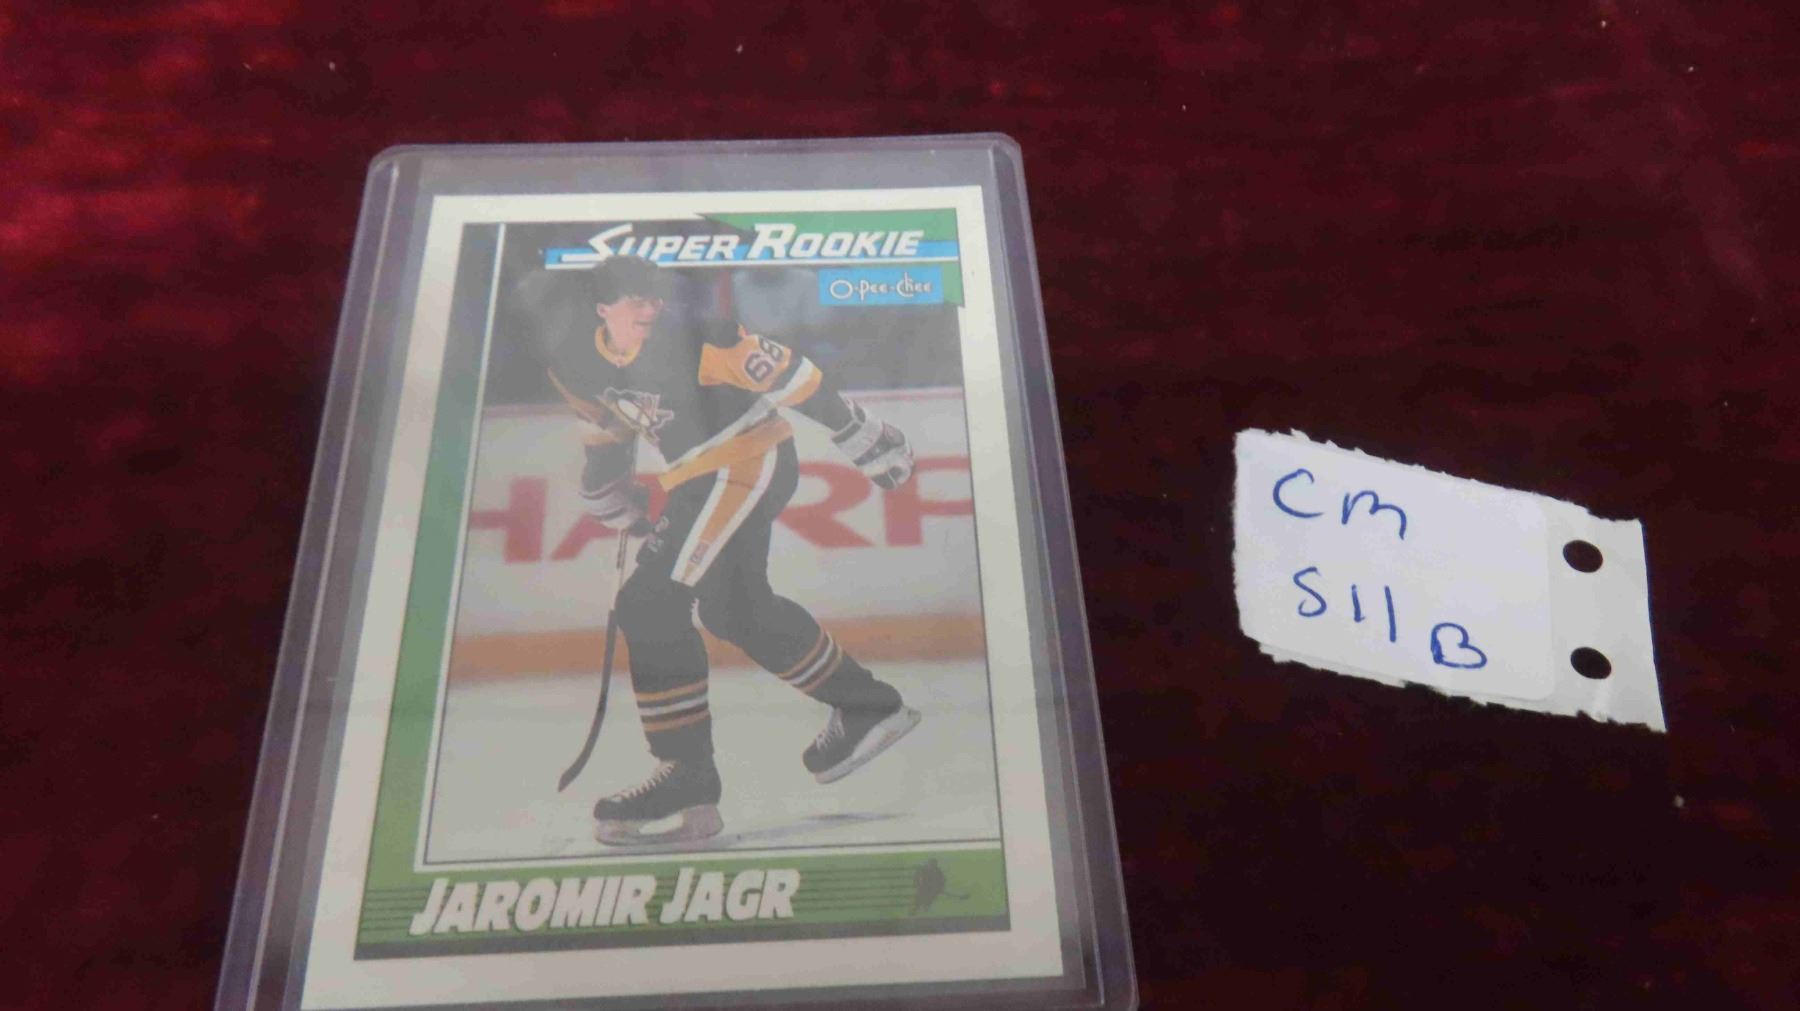 SUPER ROOKIE
O-Pee-Chee
68
HARP
JAROMIR JAGR
CM
S11B